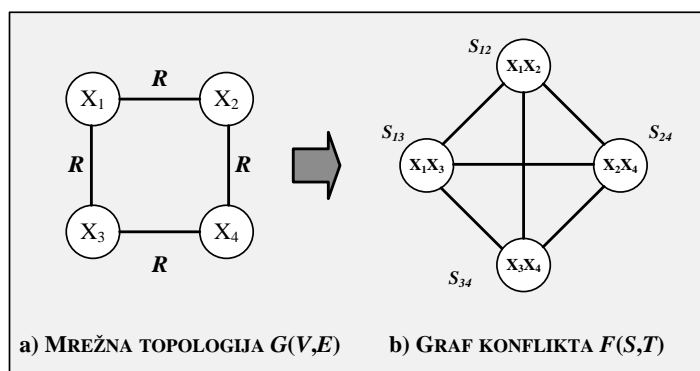 R
X₁
X₂
R
R
X₃
X₄
R
a) MREŽNA TOPOLOGIJA G(V,E)
S₁₂
X₁X₂
S₁₃
S₂₄
X₁X₃
X₂X₄
X₃X₄
S₃₄
b) GRAF KONFLIKTA F(S,T)